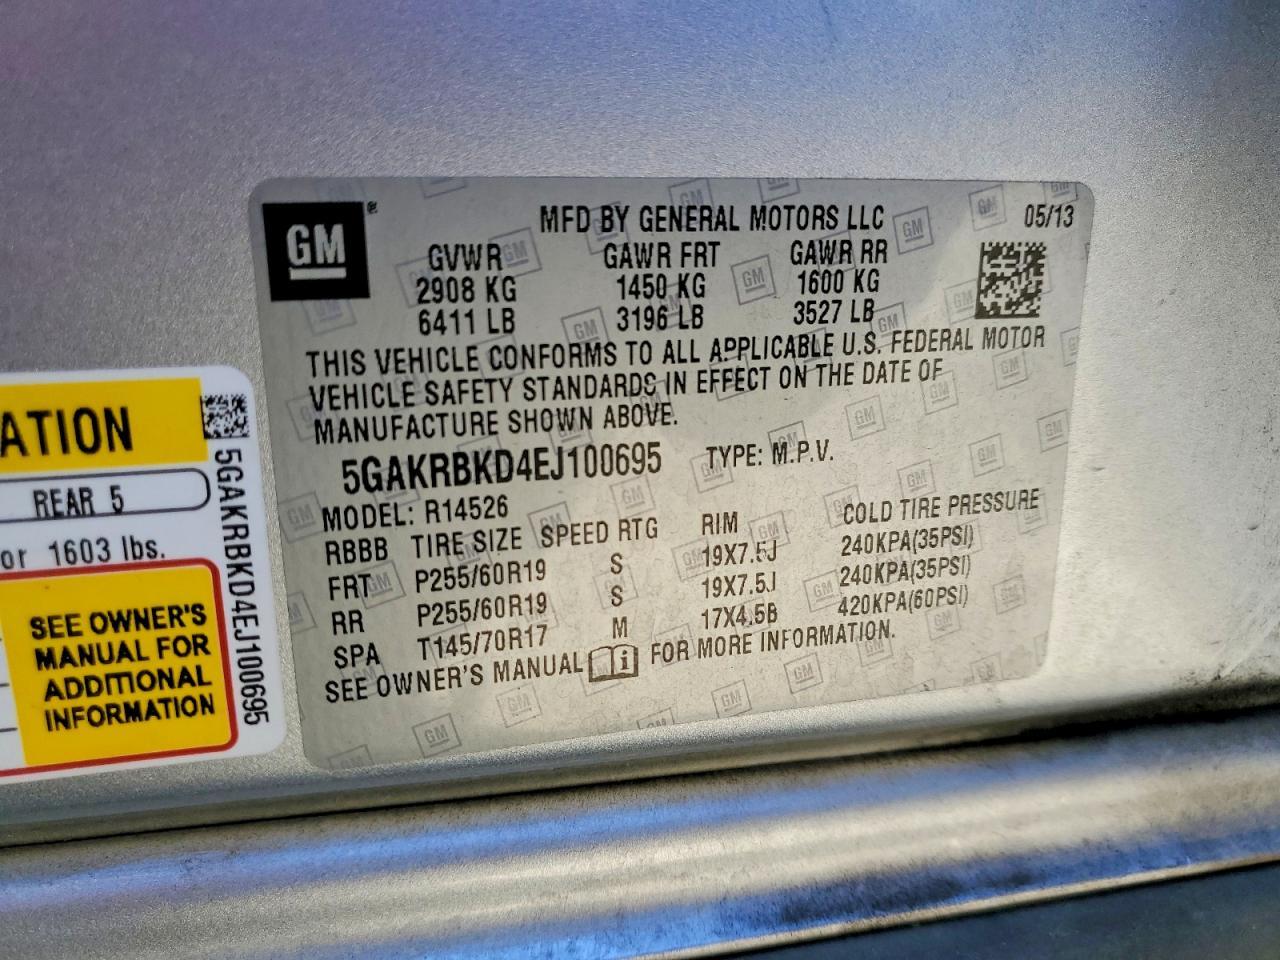 GM
MFD BY GENERAL MOTORS LLC 05/13
GVWR GAWR FRT GAWR RR
2908 KG 1450 KG 1600 KG
6411 LB 3196 LB 3527 LB
THIS VEHICLE CONFORMS TO ALL APPLICABLE U.S. FEDERAL MOTOR
VEHICLE SAFETY STANDARDS IN EFFECT ON THE DATE OF
MANUFACTURE SHOWN ABOVE.
5GAKRBKD4EJ100695 TYPE: M.P.V.
MODEL: R14526
RBBB TIRE SIZE SPEED RTG RIM COLD TIRE PRESSURE
FRT P255/60R19 S 19X7.5J 240KPA(35PSI)
RR P255/60R19 S 19X7.5J 240KPA(35PSI)
SPA T145/70R17 M 17X4.5B 420KPA(60PSI)
SEE OWNER'S MANUAL FOR MORE INFORMATION.
ATION
REAR 5
or 1603 lbs.
SEE OWNER'S
MANUAL FOR
ADDITIONAL
INFORMATION
5GAKRBKD4EJ100695